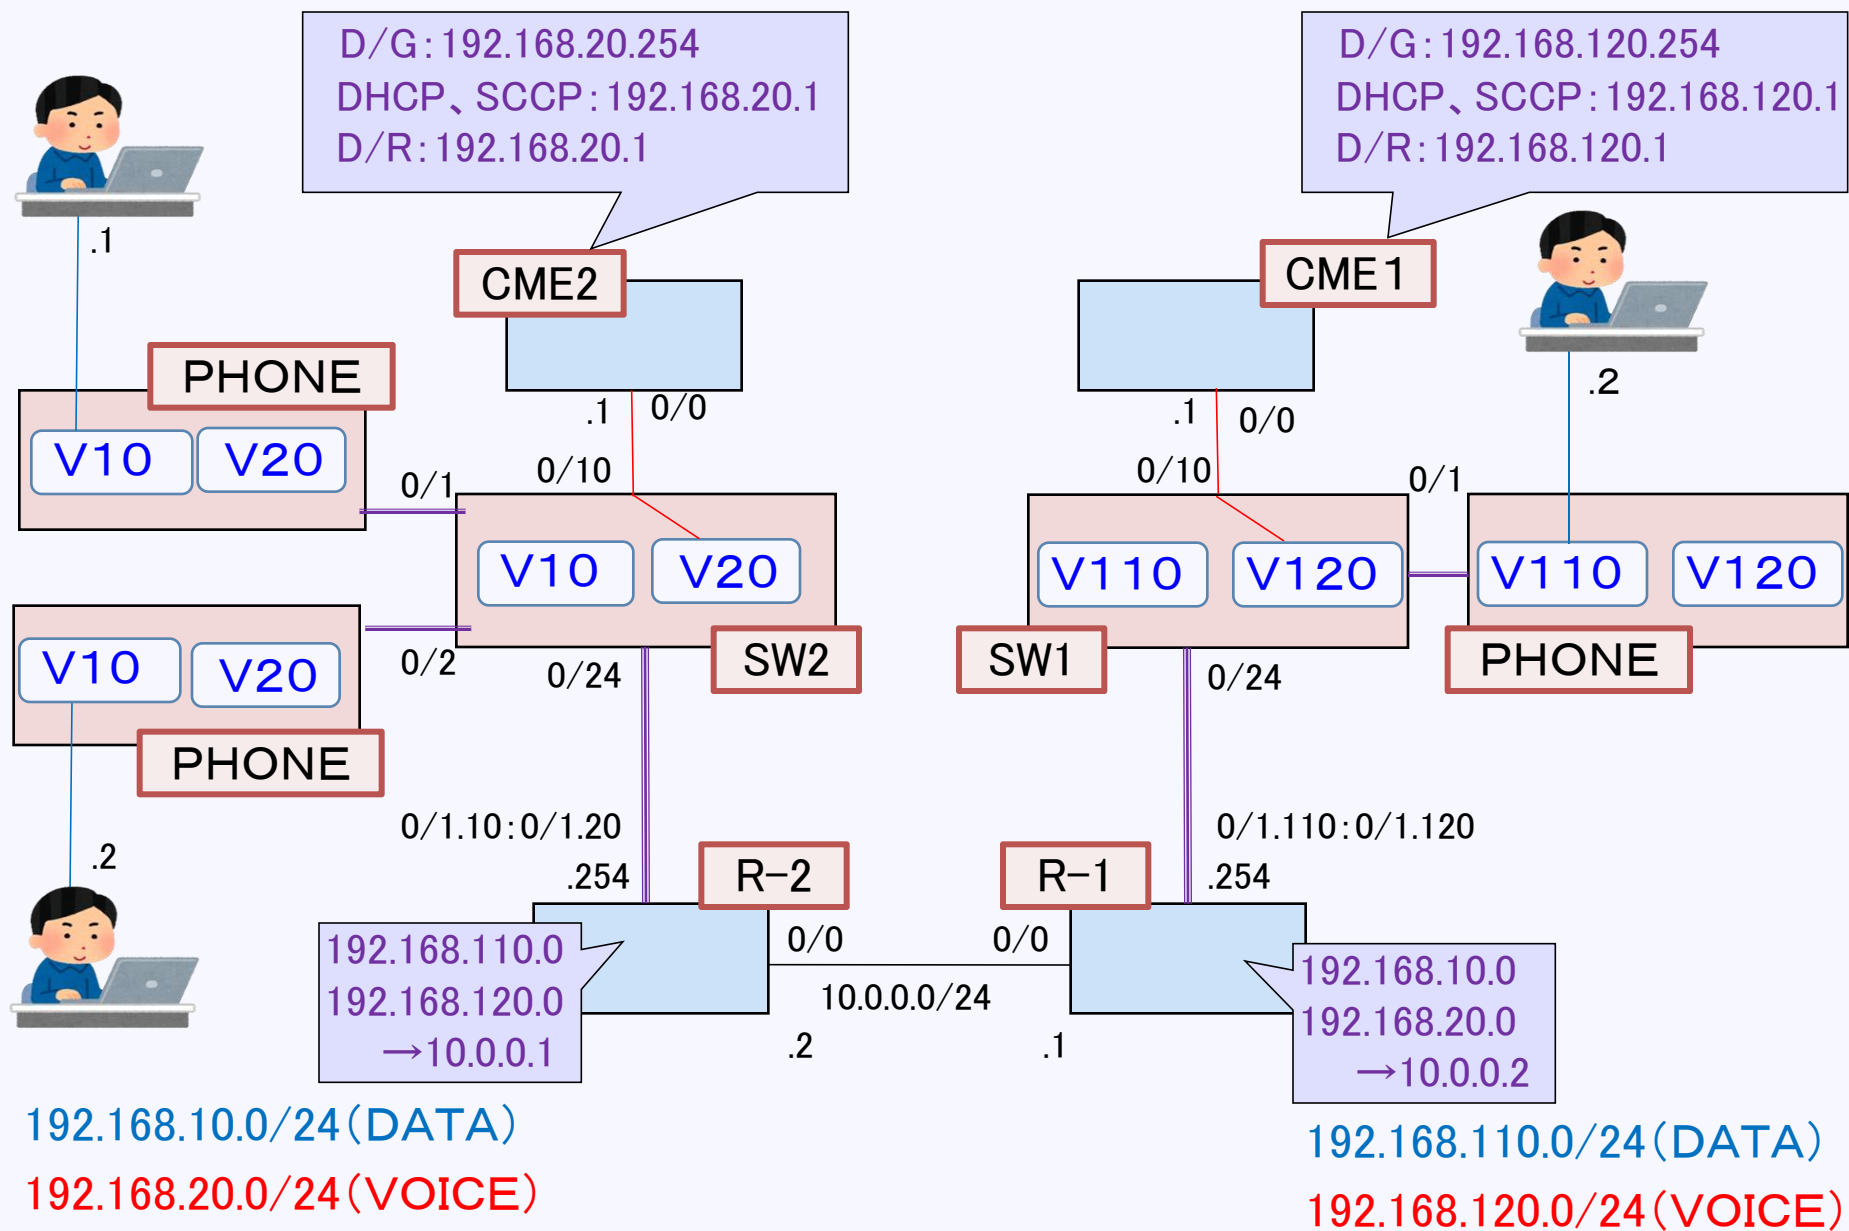 D/G:192.168.20.254
DHCP、SCCP:192.168.20.1
D/R:192.168.20.1
D/G:192.168.120.254
DHCP、SCCP:192.168.120.1
D/R:192.168.120.1
.1
CME2
CME1
PHONE
.1
0/0
.1
0/0
.2
V10
V20
0/1
0/10
0/10
0/1
V10
V20
V110
V120
V110
V120
V10
V20
0/2
0/24
SW2
SW1
0/24
PHONE
PHONE
.2
0/1.10:0/1.20
.254
R-2
R-1
0/1.110:0/1.120
.254
192.168.110.0
192.168.120.0
→10.0.0.1
0/0
0/0
10.0.0.0/24
.2
.1
192.168.10.0
192.168.20.0
→10.0.0.2
192.168.10.0/24(DATA)
192.168.20.0/24(VOICE)
192.168.110.0/24(DATA)
192.168.120.0/24(VOICE)